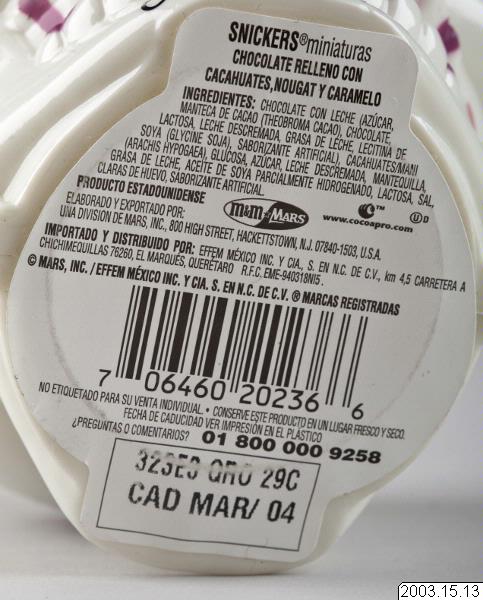 SNICKERS® miniaturas
CHOCOLATE RELLENO CON
CACAHUATES, NOUGAT Y CARAMELO
INGREDIENTES: CHOCOLATE CON LECHE (AZÚCAR,
MANTECA DE CACAO (THEOBROMA CACAO), CHOCOLATE,
LACTOSA, LECHE DESCREMADA, GRASA DE LECHE, LECITINA DE
SOYA (GLYCINE SOJA), SABORIZANTE ARTIFICIAL), CACAHUATES/MANI
(ARACHIS HYPOGAEA), GLUCOSA, AZÚCAR, LECHE DESCREMADA, MANTEQUILLA,
GRASA DE LECHE, ACEITE DE SOYA PARCIALMENTE HIDROGENADO, LACTOSA, SAL,
CLARAS DE HUEVO, SABORIZANTE ARTIFICIAL.
PRODUCTO ESTADOUNIDENSE
ELABORADO Y EXPORTADO POR: m&m MARS www.cocoapro.com U D
UNA DIVISION DE MARS, INC., 800 HIGH STREET, HACKETTSTOWN, N.J. 07840-1503, U.S.A.
IMPORTADO Y DISTRIBUIDO POR: EFFEM MÉXICO INC. Y CIA., S. EN N.C. DE C.V., km 4,5 CARRETERA A
CHICHIMEQUILLAS 76260, EL MARQUÉS, QUERÉTARO R.F.C. EME-940318NI5.
© MARS, INC./EFFEM MÉXICO INC. Y CIA. S. EN N.C. DE C.V. ® MARCAS REGISTRADAS
7 06460 20236 6
NO ETIQUETADO PARA SU VENTA INDIVIDUAL. • CONSERVE ESTE PRODUCTO EN UN LUGAR FRESCO Y SECO.
FECHA DE CADUCIDAD VER IMPRESIÓN EN EL PLÁSTICO
¿PREGUNTAS O COMENTARIOS? 01 800 000 9258
323E3 QRO 29C
CAD MAR/ 04
2003.15.13